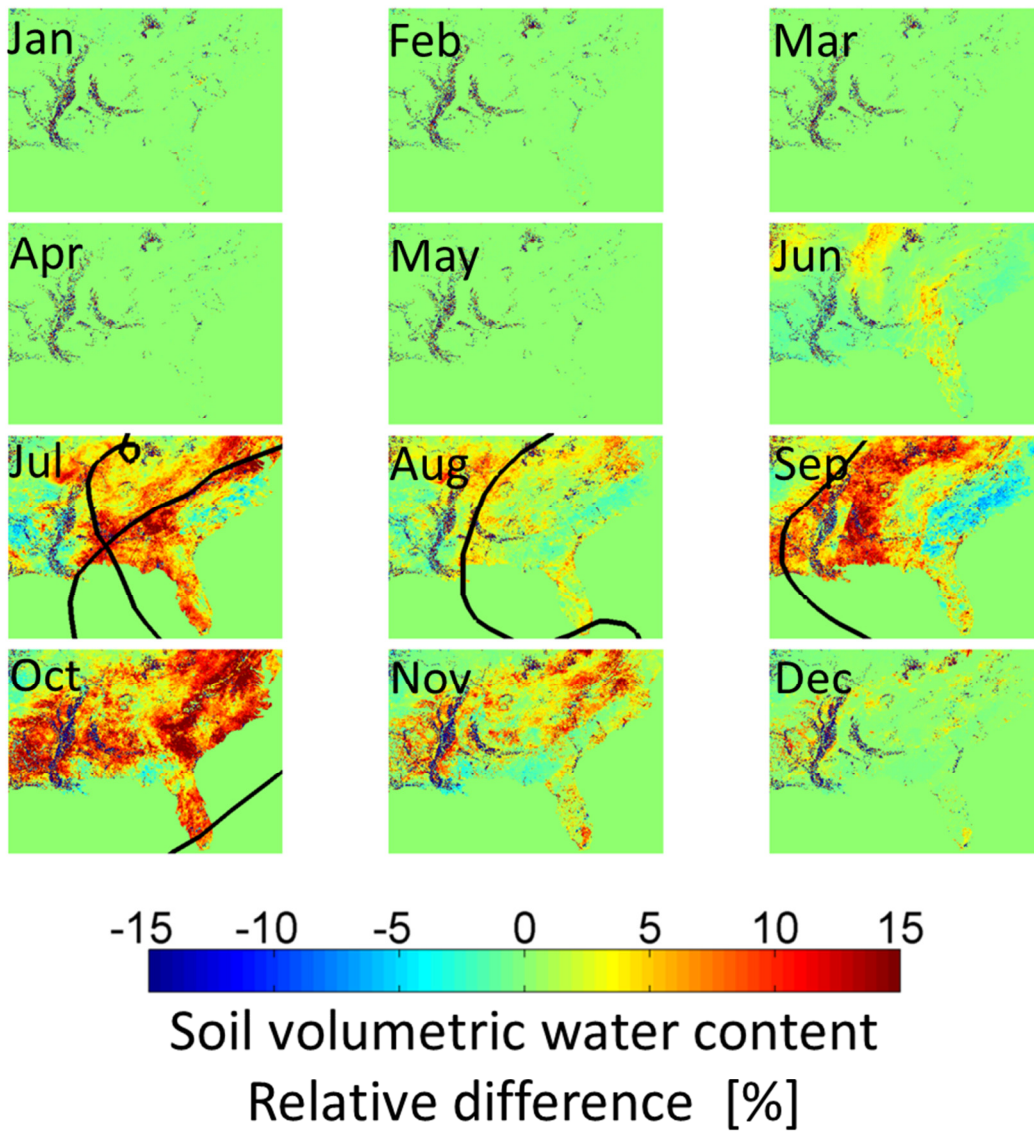 Jan Feb Mar
Apr May Jun
Jul Aug Sep
Oct Nov Dec
-15 -10 -5 0 5 10 15
Soil volumetric water content
Relative difference [%]